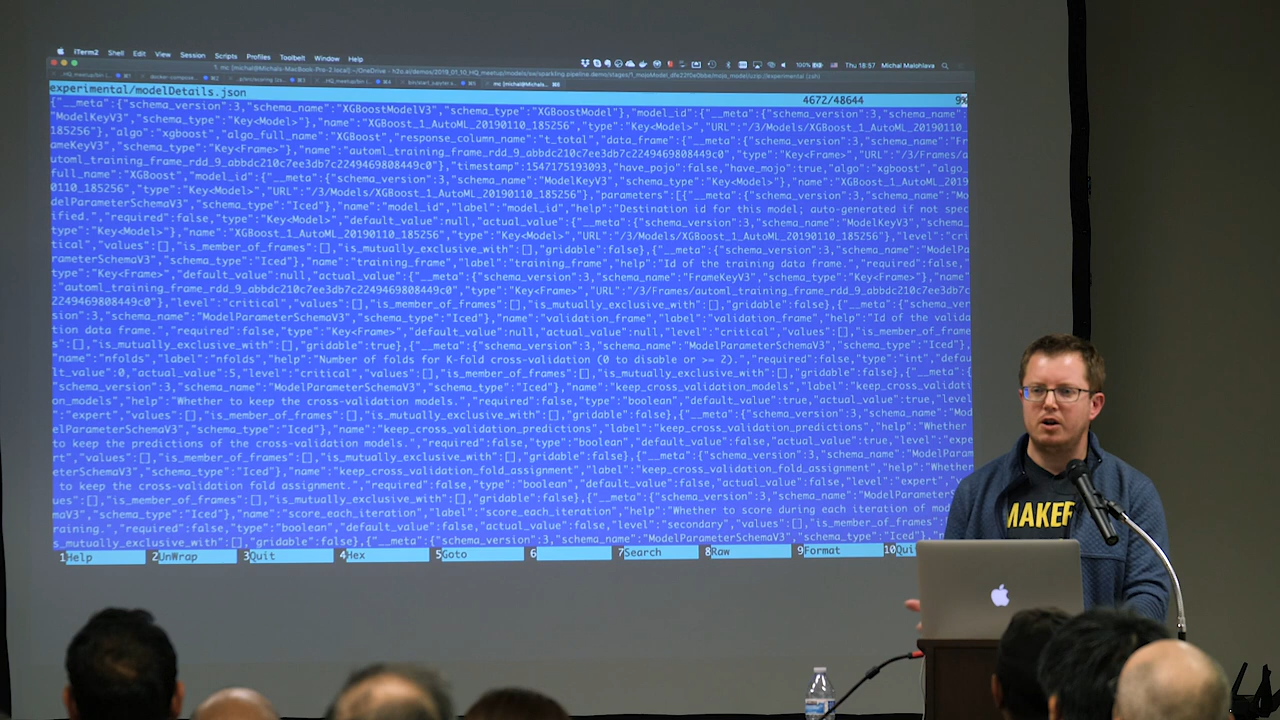 iTerm2 Shell Edit View Session Scripts Profiles Toolbelt Window Help 100% Thu 18:57 Michal Malohlava
experimental/modelDetails.json 4672/48644 9%
{"__meta":{"schema_version":3,"schema_name":"XGBoostModelV3","schema_type":"XGBoostModel"},"model_id":{"__meta":{"schema_version":3,"schema_name":
"ModelKeyV3","schema_type":"Key<Model>"},"name":"XGBoost_1_AutoML_20190110_185256","type":"Key<Model>","URL":"/3/Models/XGBoost_1_AutoML_20190110_
185256"},"algo":"xgboost","algo_full_name":"XGBoost","response_column_name":"t_total","data_frame":{"__meta":{"schema_version":3,"schema_name":"Fr
ameKeyV3","schema_type":"Key<Frame>"},"name":"automl_training_frame_rdd_9_abbdc210c7ee3db7c2249469808449c0","type":"Key<Frame>","URL":"/3/Frames/a
utoml_training_frame_rdd_9_abbdc210c7ee3db7c2249469808449c0"},"timestamp":1547175193093,"have_pojo":false,"have_mojo":true,"algo":"xgboost","algo_
full_name":"XGBoost","model_id":{"__meta":{"schema_version":3,"schema_name":"ModelKeyV3","schema_type":"Key<Model>"},"name":"XGBoost_1_AutoML_2019
0110_185256","type":"Key<Model>","URL":"/3/Models/XGBoost_1_AutoML_20190110_185256"},"parameters":[{"__meta":{"schema_version":3,"schema_name":"Mo
delParameterSchemaV3","schema_type":"Iced"},"name":"model_id","label":"model_id","help":"Destination id for this model; auto-generated if not spec
ified.","required":false,"type":"Key<Model>","default_value":null,"actual_value":{"__meta":{"schema_version":3,"schema_name":"ModelKeyV3","schema_
type":"Key<Model>"},"name":"XGBoost_1_AutoML_20190110_185256","type":"Key<Model>","URL":"/3/Models/XGBoost_1_AutoML_20190110_185256"},"level":"cri
tical","values":[],"is_member_of_frames":[],"is_mutually_exclusive_with":[],"gridable":false},{"__meta":{"schema_version":3,"schema_name":"ModelPa
rameterSchemaV3","schema_type":"Iced"},"name":"training_frame","label":"training_frame","help":"Id of the training data frame.","required":false,
"type":"Key<Frame>","default_value":null,"actual_value":{"__meta":{"schema_version":3,"schema_name":"FrameKeyV3","schema_type":"Key<Frame>"},"name
":"automl_training_frame_rdd_9_abbdc210c7ee3db7c2249469808449c0","type":"Key<Frame>","URL":"/3/Frames/automl_training_frame_rdd_9_abbdc210c7ee3db7c
2249469808449c0"},"level":"critical","values":[],"is_member_of_frames":[],"is_mutually_exclusive_with":[],"gridable":false},{"__meta":{"schema_ver
sion":3,"schema_name":"ModelParameterSchemaV3","schema_type":"Iced"},"name":"validation_frame","label":"validation_frame","help":"Id of the valida
tion data frame.","required":false,"type":"Key<Frame>","default_value":null,"actual_value":null,"level":"critical","values":[],"is_member_of_frame
s":[],"is_mutually_exclusive_with":[],"gridable":true},{"__meta":{"schema_version":3,"schema_name":"ModelParameterSchemaV3","schema_type":"Iced"},
"name":"nfolds","label":"nfolds","help":"Number of folds for K-fold cross-validation (0 to disable or >= 2).","required":false,"type":"int","defau
lt_value":0,"actual_value":5,"level":"critical","values":[],"is_member_of_frames":[],"is_mutually_exclusive_with":[],"gridable":false},{"__meta":{
"schema_version":3,"schema_name":"ModelParameterSchemaV3","schema_type":"Iced"},"name":"keep_cross_validation_models","label":"keep_cross_validati
on_models","help":"Whether to keep the cross-validation models.","required":false,"type":"boolean","default_value":true,"actual_value":true,"level
":"expert","values":[],"is_member_of_frames":[],"is_mutually_exclusive_with":[],"gridable":false},{"__meta":{"schema_version":3,"schema_name":"Mod
elParameterSchemaV3","schema_type":"Iced"},"name":"keep_cross_validation_predictions","label":"keep_cross_validation_predictions","help":"Whether
to keep the predictions of the cross-validation models.","required":false,"type":"boolean","default_value":false,"actual_value":true,"level":"expe
rt","values":[],"is_member_of_frames":[],"is_mutually_exclusive_with":[],"gridable":false},{"__meta":{"schema_version":3,"schema_name":"ModelParam
eterSchemaV3","schema_type":"Iced"},"name":"keep_cross_validation_fold_assignment","label":"keep_cross_validation_fold_assignment","help":"Whether
to keep the cross-validation fold assignment.","required":false,"type":"boolean","default_value":false,"actual_value":false,"level":"expert","v
ues":[],"is_member_of_frames":[],"is_mutually_exclusive_with":[],"gridable":false},{"__meta":{"schema_version":3,"schema_name":"ModelParameterS
maV3","schema_type":"Iced"},"name":"score_each_iteration","label":"score_each_iteration","help":"Whether to score during each iteration of mod
raining.","required":false,"type":"boolean","default_value":false,"actual_value":false,"level":"secondary","values":[],"is_member_of_frames":
s_mutually_exclusive_with":[],"gridable":false},{"__meta":{"schema_version":3,"schema_name":"ModelParameterSchemaV3","schema_type":"Iced"},"n
1Help 2UnWrap 3Quit 4Hex 5Goto 6 7Search 8Raw 9Format 10Qui
MAKER